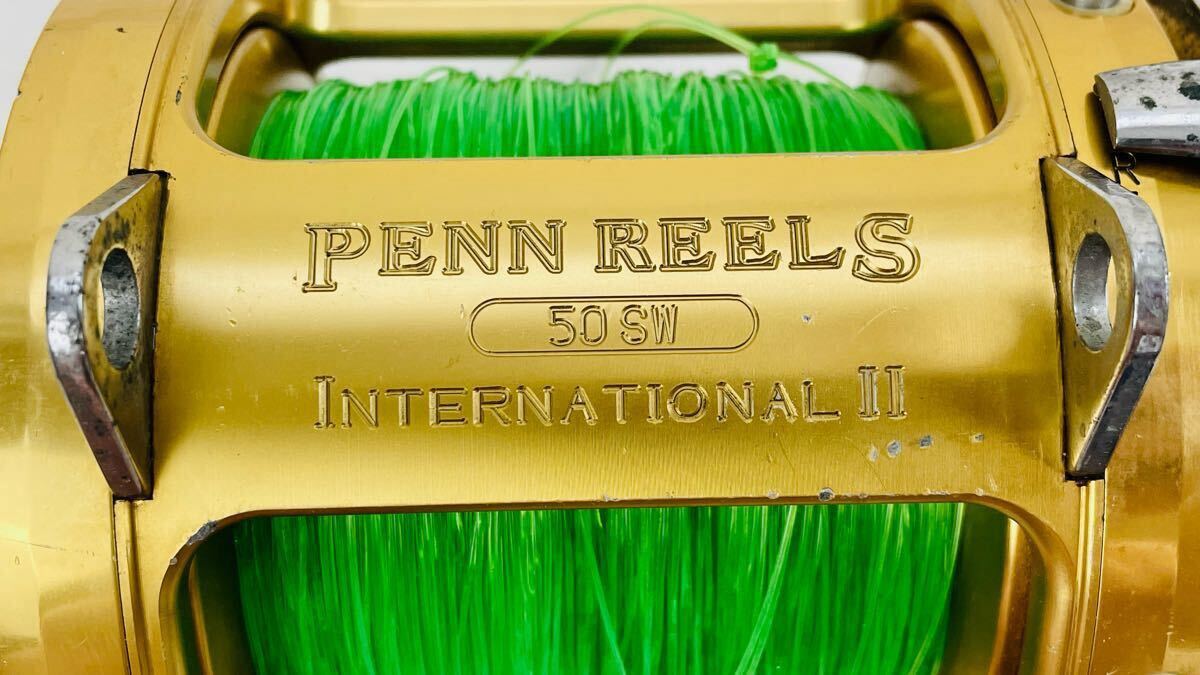 PENN REELS
50 SW
INTERNATIONAL II
R